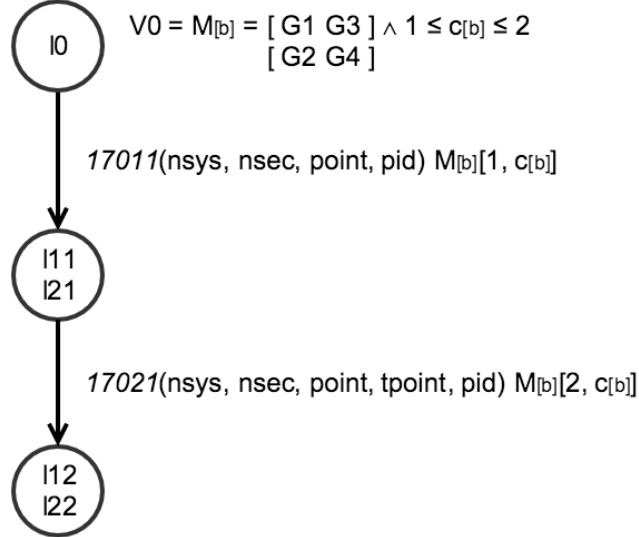 l0
V0 = M[b] = [ G1 G3 ] ∧ 1 ≤ c[b] ≤ 2
[ G2 G4 ]
17011(nsys, nsec, point, pid) M[b][1, c[b]]
l11
l21
17021(nsys, nsec, point, tpoint, pid) M[b][2, c[b]]
l12
l22